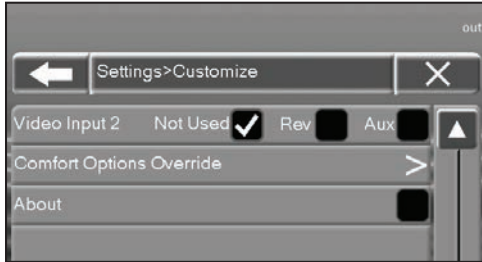 out
Settings>Customize
Video Input 2 Not Used Rev Aux
Comfort Options Override >
About